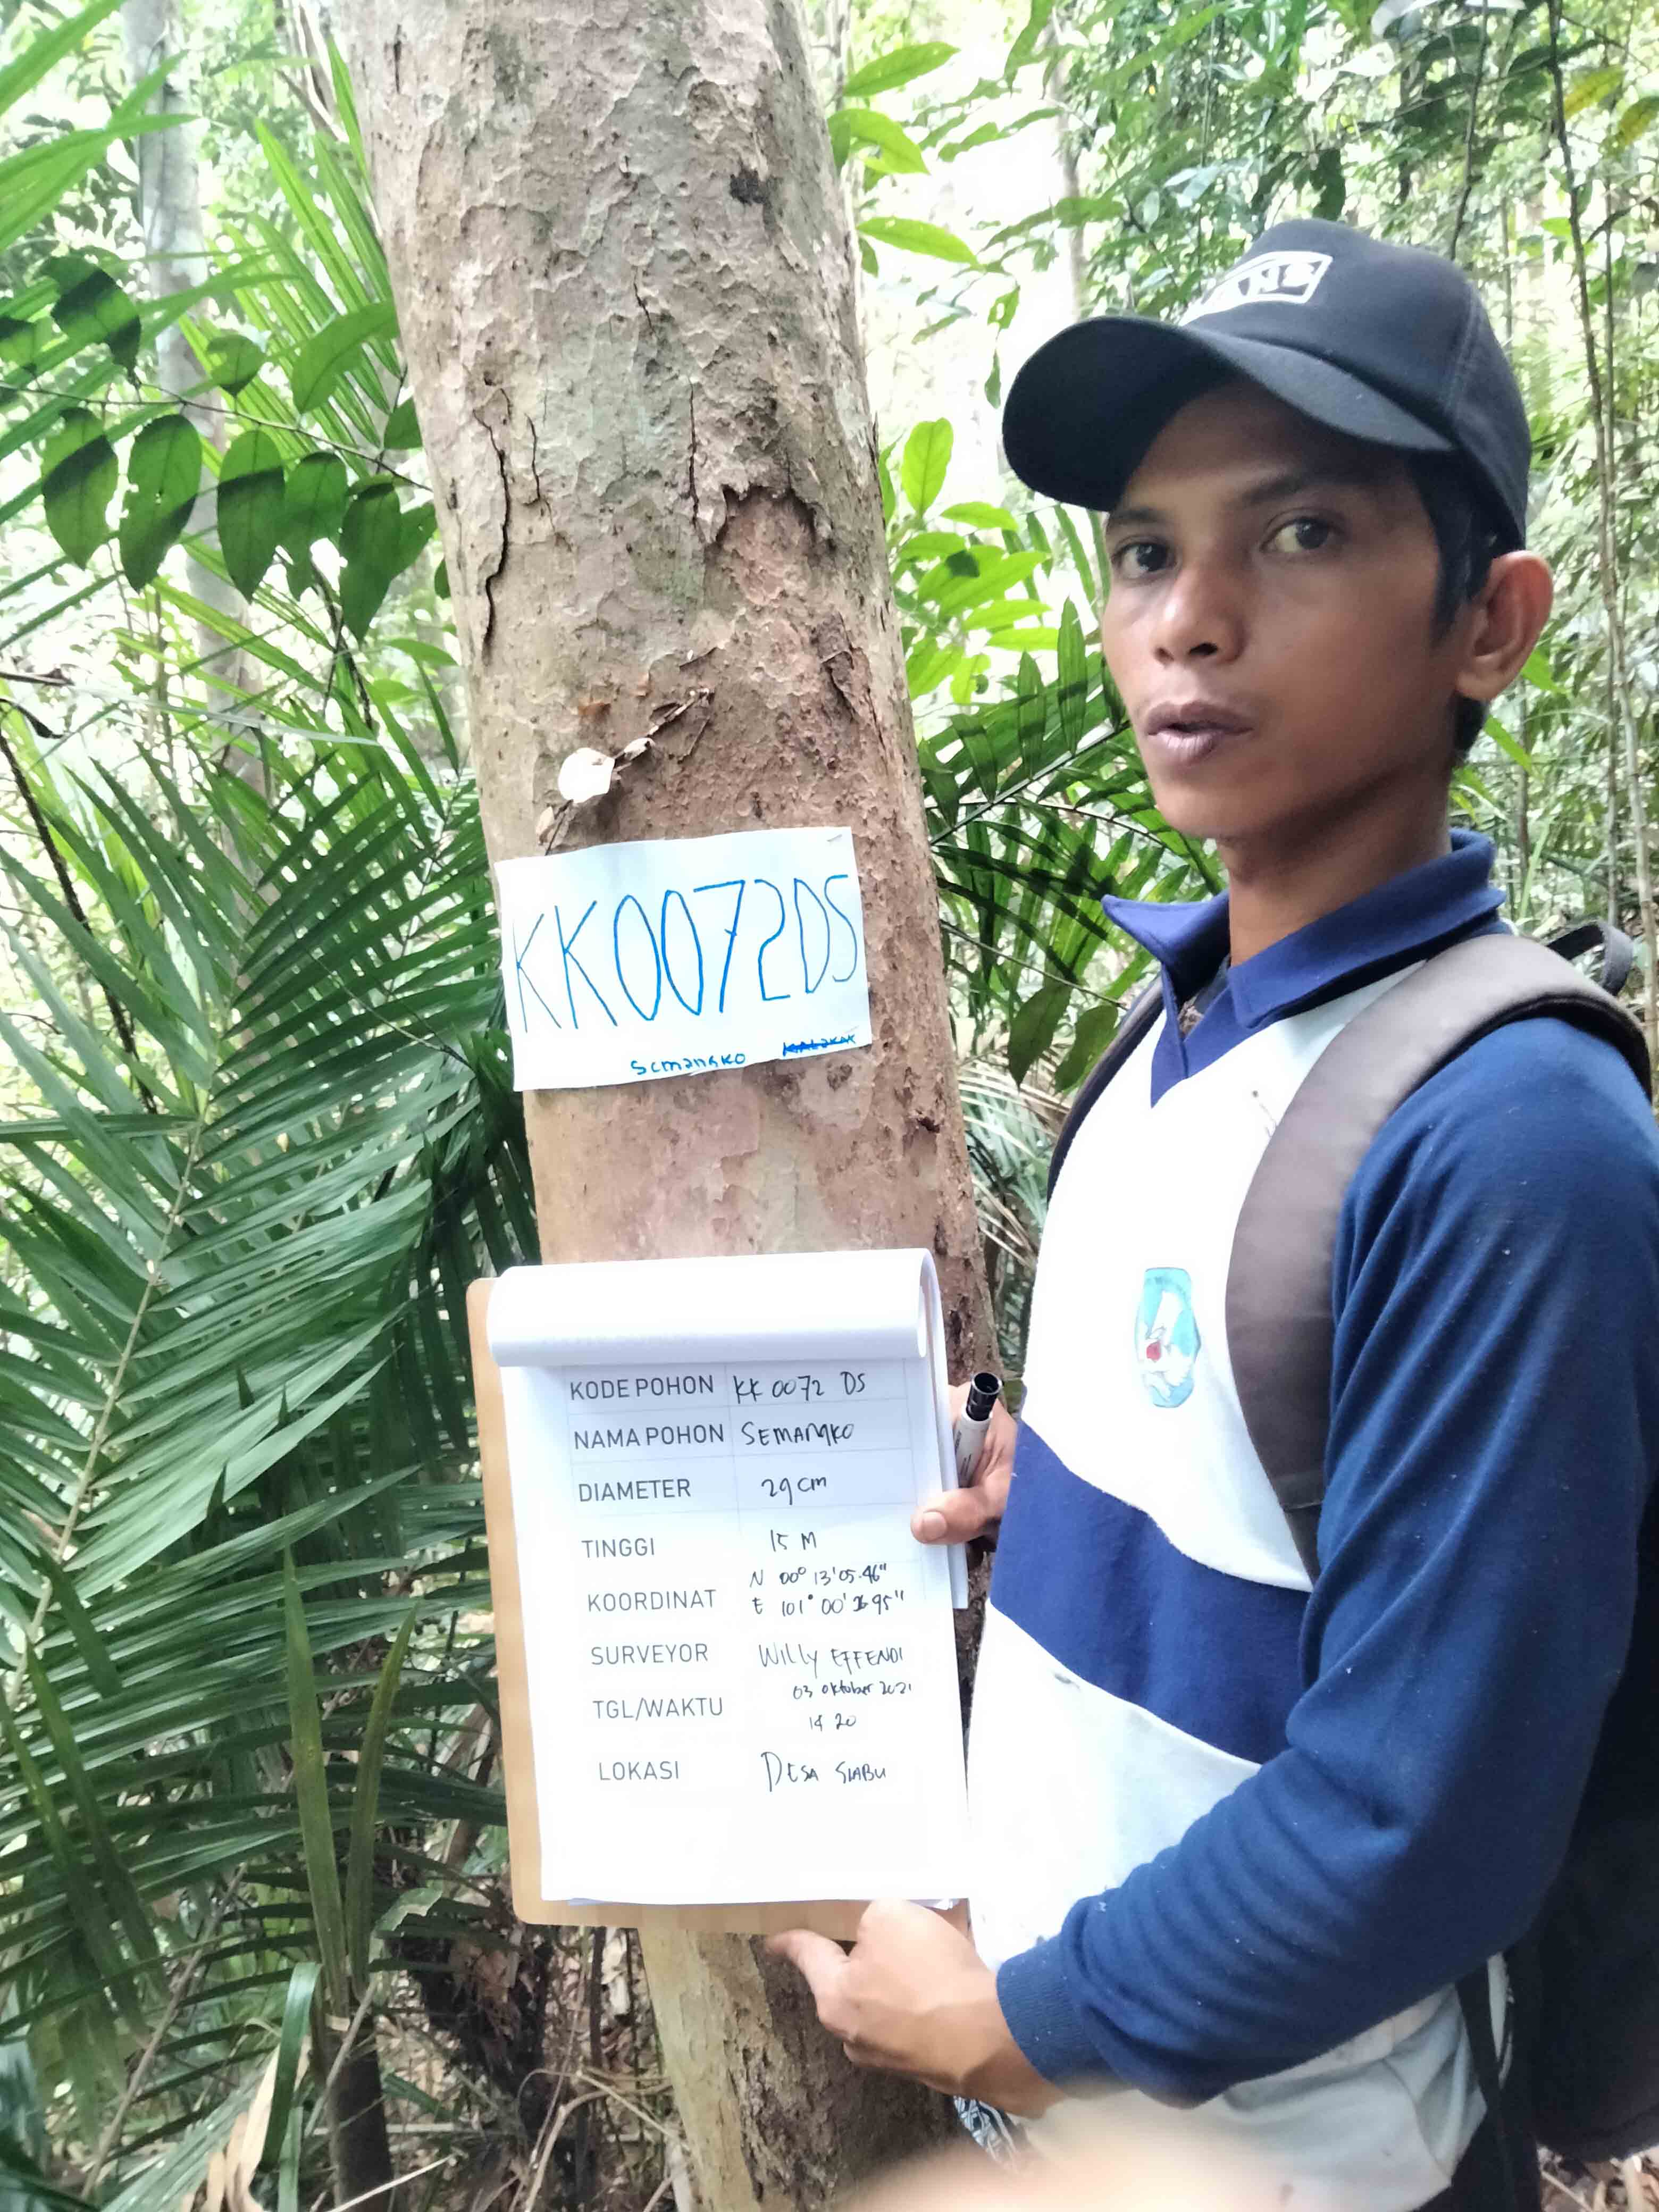 VANS
KK0072DS
Semangko
KODE POHON KK 0072 DS
NAMA POHON SEMANGKO
DIAMETER 29 cm
TINGGI 15 M
KOORDINAT N 00° 13' 05.46"
E 101° 00' 95"
SURVEYOR Willy EFFENDI
TGL/WAKTU 03 oktober 2021
14 20
LOKASI DESA SIABU